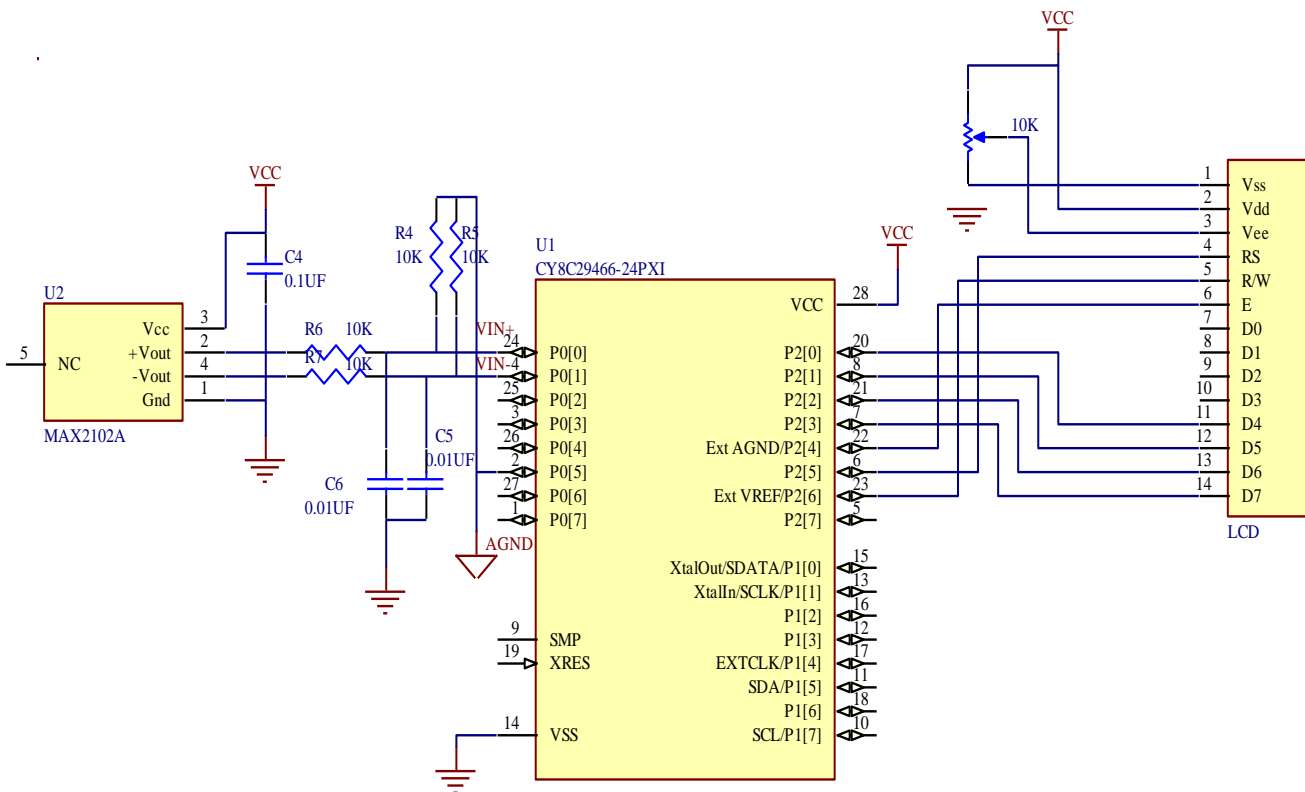 VCC
10K
VCC
C4
0.1UF
U2
MAX2102A
5
NC
Vcc
3
+Vout
2
-Vout
4
Gnd
1
R6
10K
R7
10K
R4
10K
R5
10K
C5
0.01UF
C6
0.01UF
VIN+
VIN-
AGND
U1
CY8C29466-24PXI
24
P0[0]
4
P0[1]
25
P0[2]
3
P0[3]
26
P0[4]
2
P0[5]
27
P0[6]
1
P0[7]
9
SMP
19
XRES
14
VSS
VCC
VCC
28
P2[0]
20
P2[1]
8
P2[2]
21
P2[3]
7
Ext AGND/P2[4]
22
P2[5]
6
Ext VREF/P2[6]
23
P2[7]
5
XtalOut/SDATA/P1[0]
15
XtalIn/SCLK/P1[1]
13
P1[2]
16
P1[3]
12
EXTCLK/P1[4]
17
SDA/P1[5]
11
P1[6]
18
SCL/P1[7]
10
1
Vss
2
Vdd
3
Vee
4
RS
5
R/W
6
E
7
D0
8
D1
9
D2
10
D3
11
D4
12
D5
13
D6
14
D7
LCD